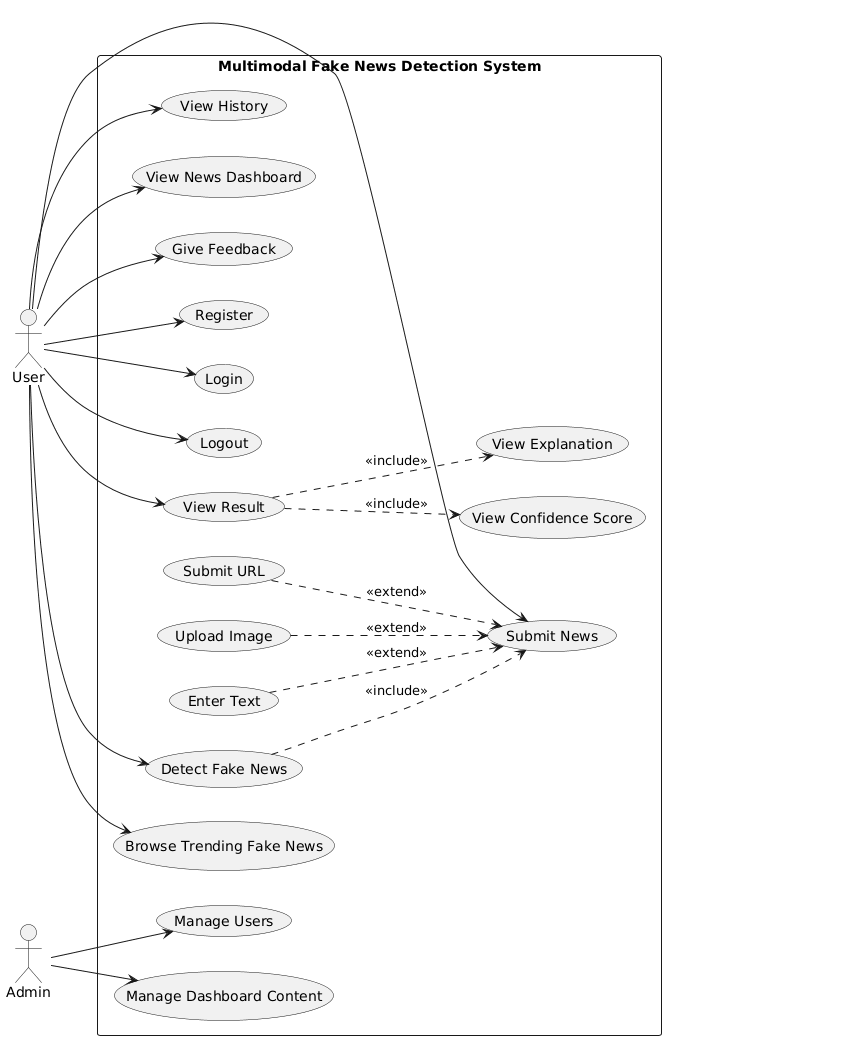 Multimodal Fake News Detection System
View History
View News Dashboard
Give Feedback
Register
User
Login
Logout
View Explanation
«include»
View Result
«include»
View Confidence Score
Submit URL
«extend»
Upload Image
«extend»
Submit News
«extend»
Enter Text
«include»
Detect Fake News
Browse Trending Fake News
Manage Users
Admin
Manage Dashboard Content